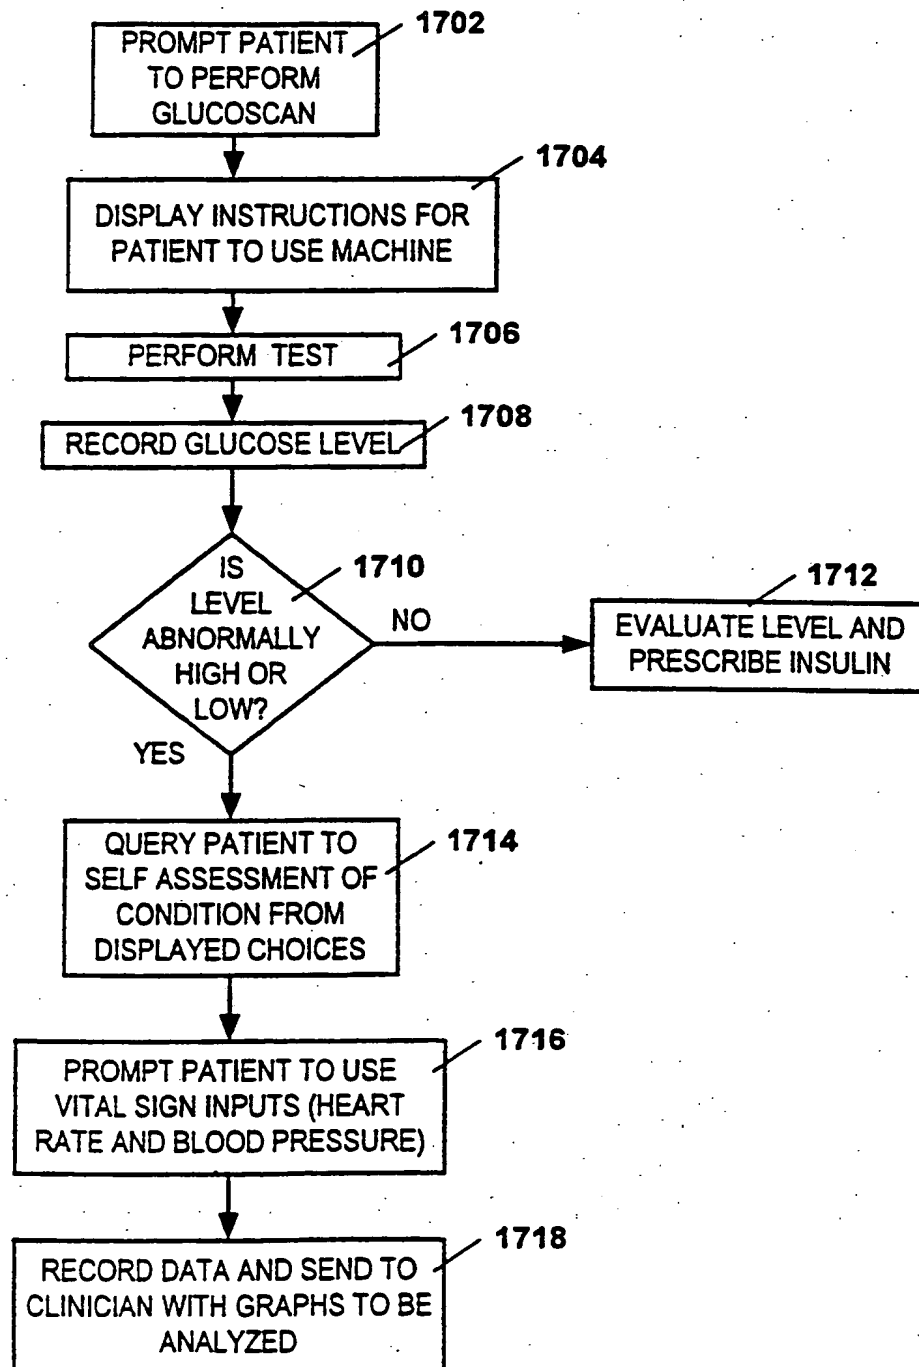 1702
PROMPT PATIENT
TO PERFORM
GLUCOSCAN
1704
DISPLAY INSTRUCTIONS FOR
PATIENT TO USE MACHINE
1706
PERFORM TEST
1708
RECORD GLUCOSE LEVEL
1710
IS
LEVEL
ABNORMALLY
HIGH OR
LOW?
NO
1712
EVALUATE LEVEL AND
PRESCRIBE INSULIN
YES
1714
QUERY PATIENT TO
SELF ASSESSMENT OF
CONDITION FROM
DISPLAYED CHOICES
1716
PROMPT PATIENT TO USE
VITAL SIGN INPUTS (HEART
RATE AND BLOOD PRESSURE)
1718
RECORD DATA AND SEND TO
CLINICIAN WITH GRAPHS TO BE
ANALYZED